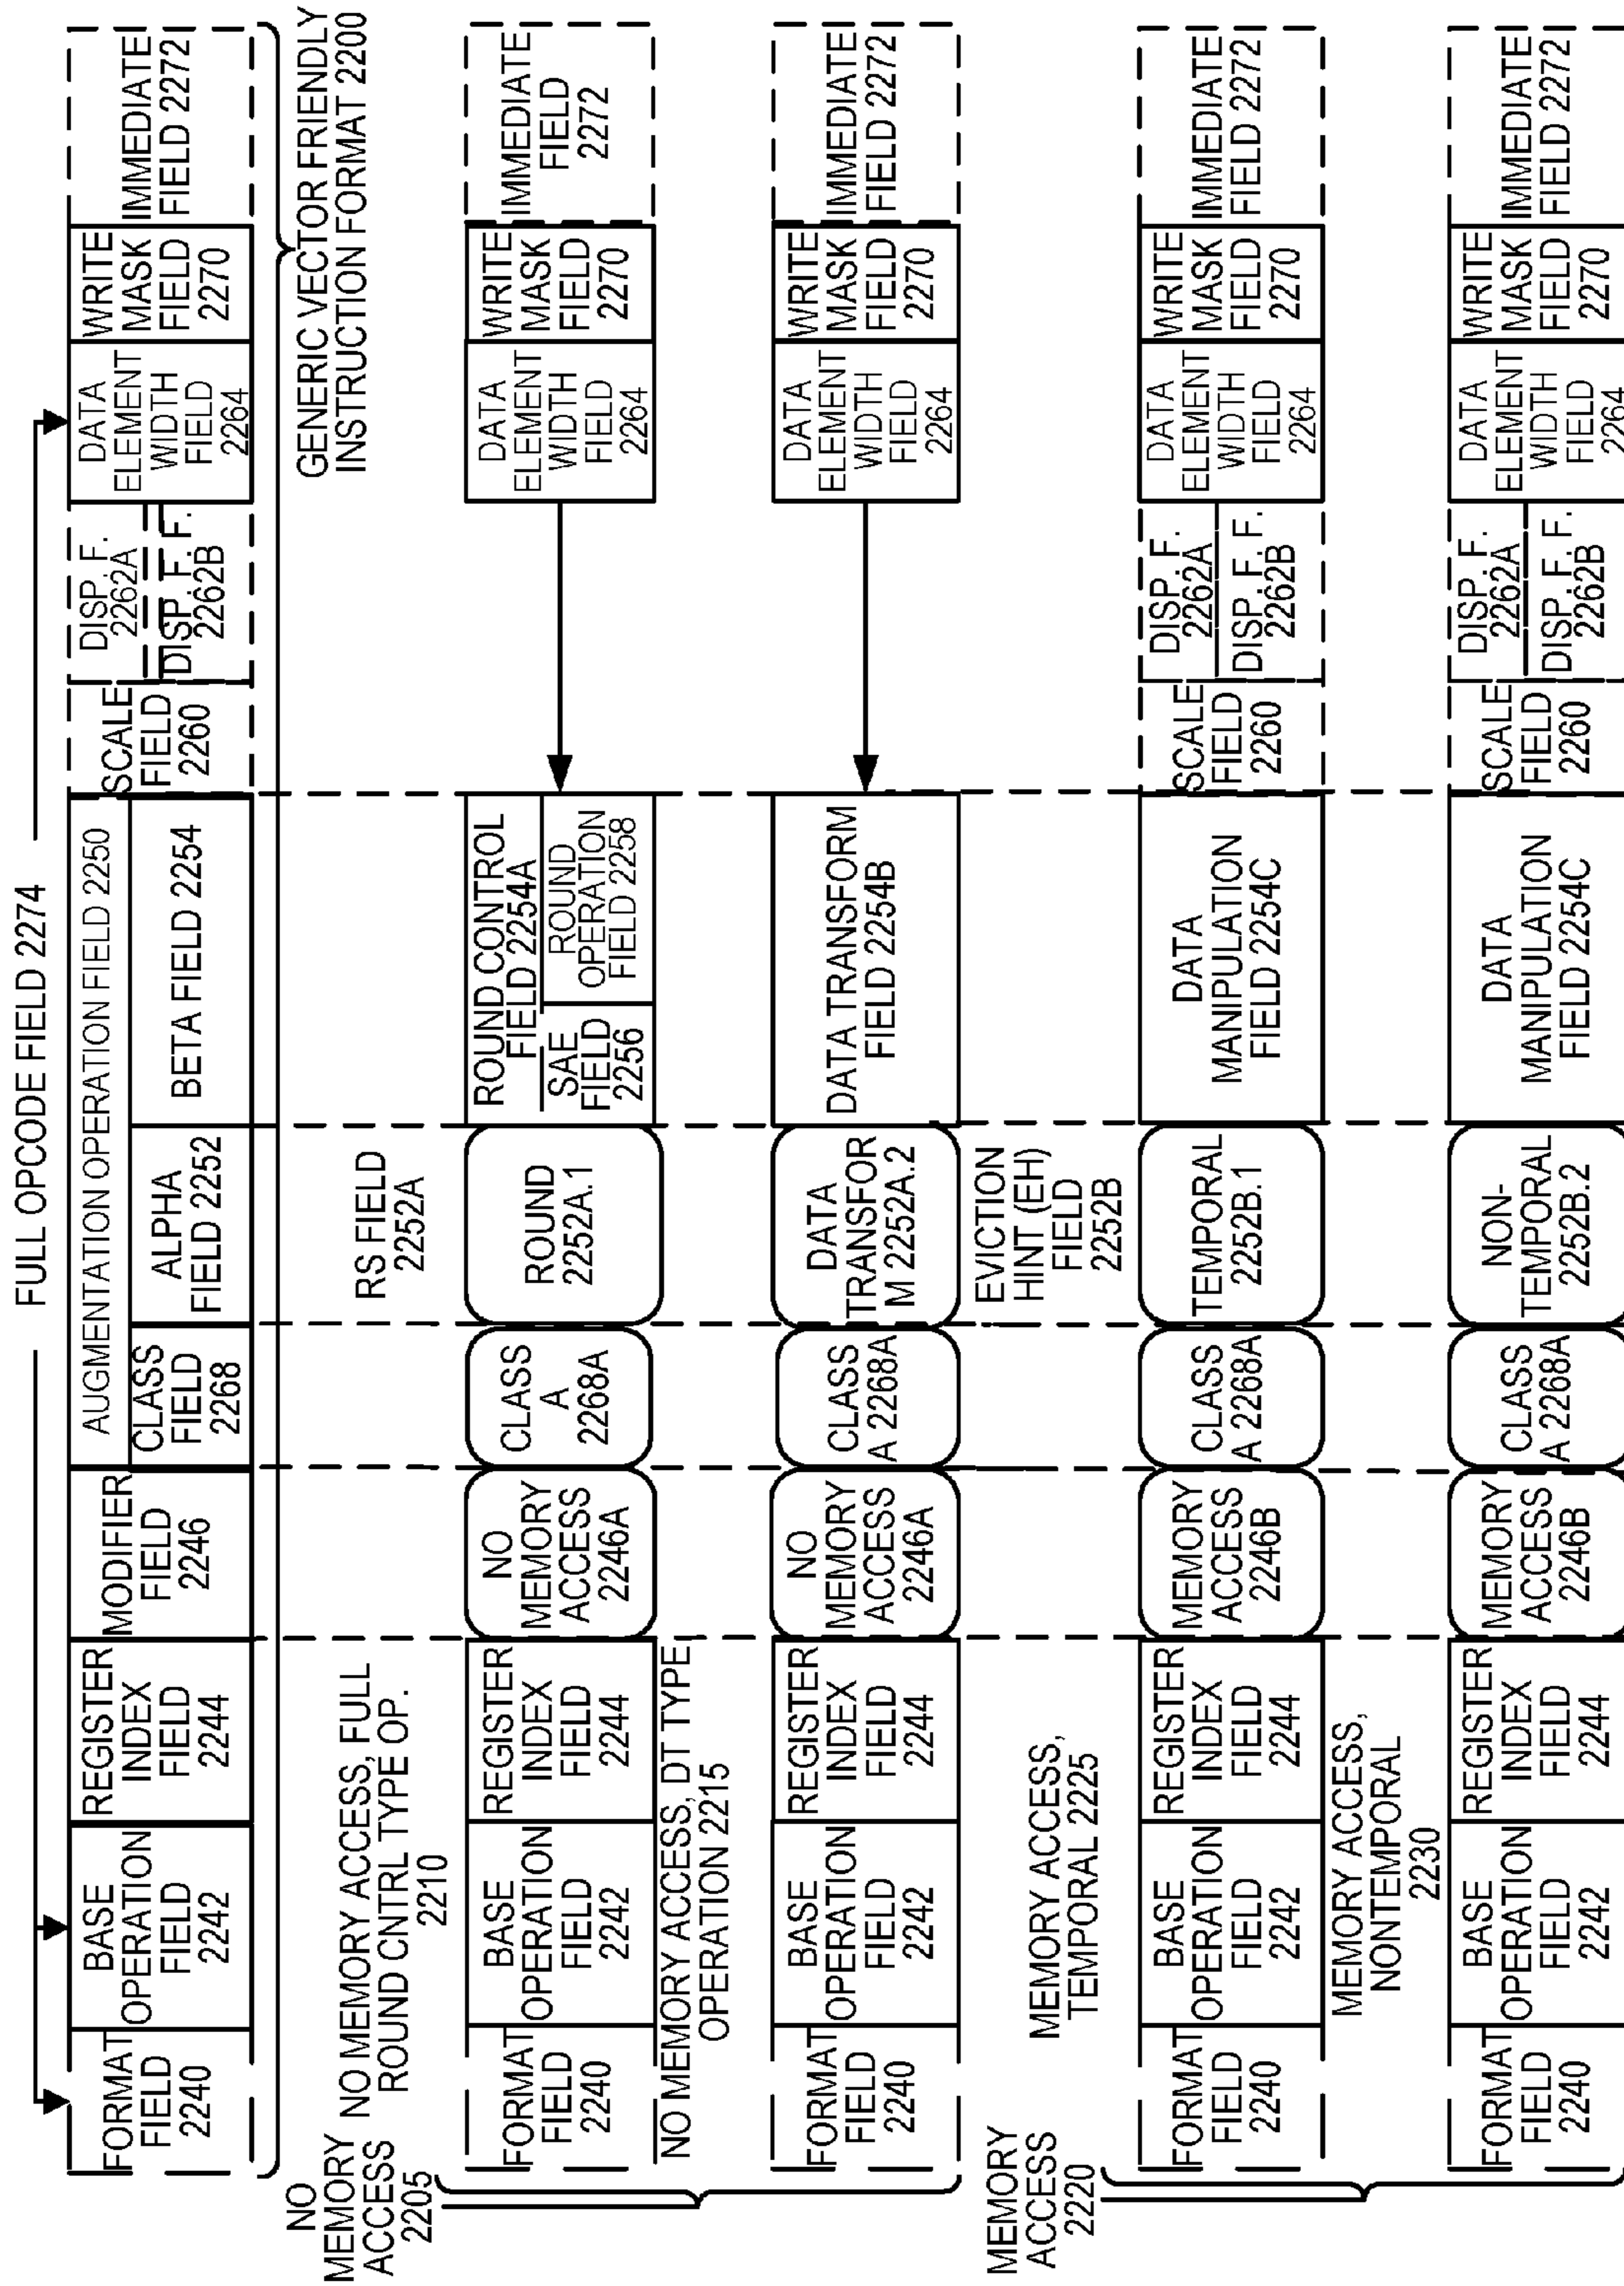 FULL OPCODE FIELD 2274
FORMAT
FIELD
2240
BASE
OPERATION
FIELD
2242
REGISTER
INDEX
FIELD
2244
MODIFIER
FIELD
2246
AUGMENTATION OPERATION FIELD 2250
CLASS
FIELD
2268
ALPHA
FIELD 2252
BETA FIELD 2254
SCALE
FIELD
2260
DISP. F.
2262A
DISP. F. F.
2262B
DATA
ELEMENT
WIDTH
FIELD
2264
WRITE
MASK
FIELD
2270
IMMEDIATE
FIELD 2272
GENERIC VECTOR FRIENDLY
INSTRUCTION FORMAT 2200
NO
MEMORY
ACCESS
2205
NO MEMORY ACCESS, FULL
ROUND CNTRL TYPE OP.
2210
RS FIELD
2252A
FORMAT
FIELD
2240
BASE
OPERATION
FIELD
2242
REGISTER
INDEX
FIELD
2244
NO
MEMORY
ACCESS
2246A
CLASS
A
2268A
ROUND
2252A.1
ROUND CONTROL
FIELD 2254A
SAE
FIELD
2256
ROUND
OPERATION
FIELD 2258
DATA
ELEMENT
WIDTH
FIELD
2264
WRITE
MASK
FIELD
2270
IMMEDIATE
FIELD
2272
NO MEMORY ACCESS, DT TYPE
OPERATION 2215
FORMAT
FIELD
2240
BASE
OPERATION
FIELD
2242
REGISTER
INDEX
FIELD
2244
NO
MEMORY
ACCESS
2246A
CLASS
A 2268A
DATA
TRANSFOR
M 2252A.2
DATA TRANSFORM
FIELD 2254B
DATA
ELEMENT
WIDTH
FIELD
2264
WRITE
MASK
FIELD
2270
IMMEDIATE
FIELD 2272
MEMORY
ACCESS
2220
MEMORY ACCESS,
TEMPORAL 2225
EVICTION
HINT (EH)
FIELD
2252B
FORMAT
FIELD
2240
BASE
OPERATION
FIELD
2242
REGISTER
INDEX
FIELD
2244
MEMORY
ACCESS
2246B
CLASS
A 2268A
TEMPORAL
2252B.1
DATA
MANIPULATION
FIELD 2254C
SCALE
FIELD
2260
DISP. F.
2262A
DISP. F. F.
2262B
DATA
ELEMENT
WIDTH
FIELD
2264
WRITE
MASK
FIELD
2270
IMMEDIATE
FIELD 2272
MEMORY ACCESS,
NONTEMPORAL
2230
FORMAT
FIELD
2240
BASE
OPERATION
FIELD
2242
REGISTER
INDEX
FIELD
2244
MEMORY
ACCESS
2246B
CLASS
A 2268A
NON-
TEMPORAL
2252B.2
DATA
MANIPULATION
FIELD 2254C
SCALE
FIELD
2260
DISP. F.
2262A
DISP. F. F.
2262B
DATA
ELEMENT
WIDTH
FIELD
2264
WRITE
MASK
FIELD
2270
IMMEDIATE
FIELD 2272